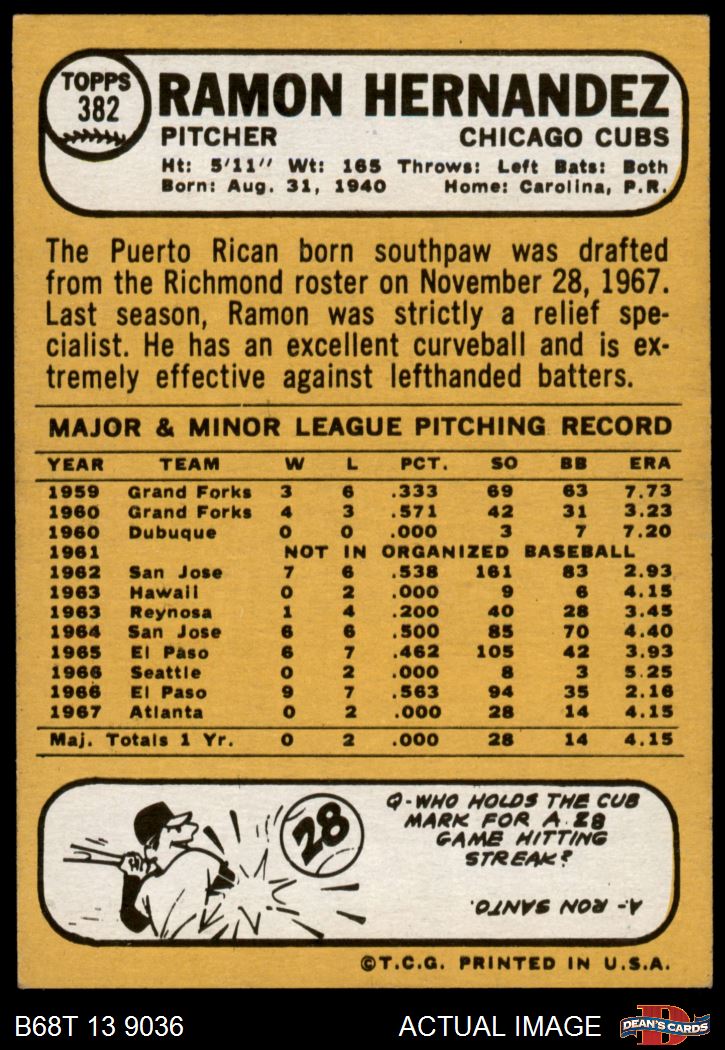 TOPPS
382
RAMON HERNANDEZ
PITCHER CHICAGO CUBS
Ht: 5'11" Wt: 165 Throws: Left Bats: Both
Born: Aug. 31, 1940 Home: Carolina, P.R.
The Puerto Rican born southpaw was drafted
from the Richmond roster on November 28, 1967.
Last season, Ramon was strictly a relief spe-
cialist. He has an excellent curveball and is ex-
tremely effective against lefthanded batters.
MAJOR & MINOR LEAGUE PITCHING RECORD
YEAR TEAM W L PCT. SO BB ERA
1959 Grand Forks 3 6 .333 69 63 7.73
1960 Grand Forks 4 3 .571 42 31 3.23
1960 Dubuque 0 0 .000 3 7 7.20
1961 NOT IN ORGANIZED BASEBALL
1962 San Jose 7 6 .538 161 83 2.93
1963 Hawaii 0 2 .000 9 6 4.15
1963 Reynosa 1 4 .200 40 28 3.45
1964 San Jose 6 6 .500 85 70 4.40
1965 El Paso 6 7 .462 105 42 3.93
1966 Seattle 0 2 .000 8 3 5.25
1966 El Paso 9 7 .563 94 35 2.16
1967 Atlanta 0 2 .000 28 14 4.15
Maj. Totals 1 Yr. 0 2 .000 28 14 4.15
28
Q-WHO HOLDS THE CUB
MARK FOR A 28
GAME HITTING
STREAK?
A- RON SANTO.
©T.C.G. PRINTED IN U.S.A.
B68T 13 9036 ACTUAL IMAGE D DEAN'S CARDS